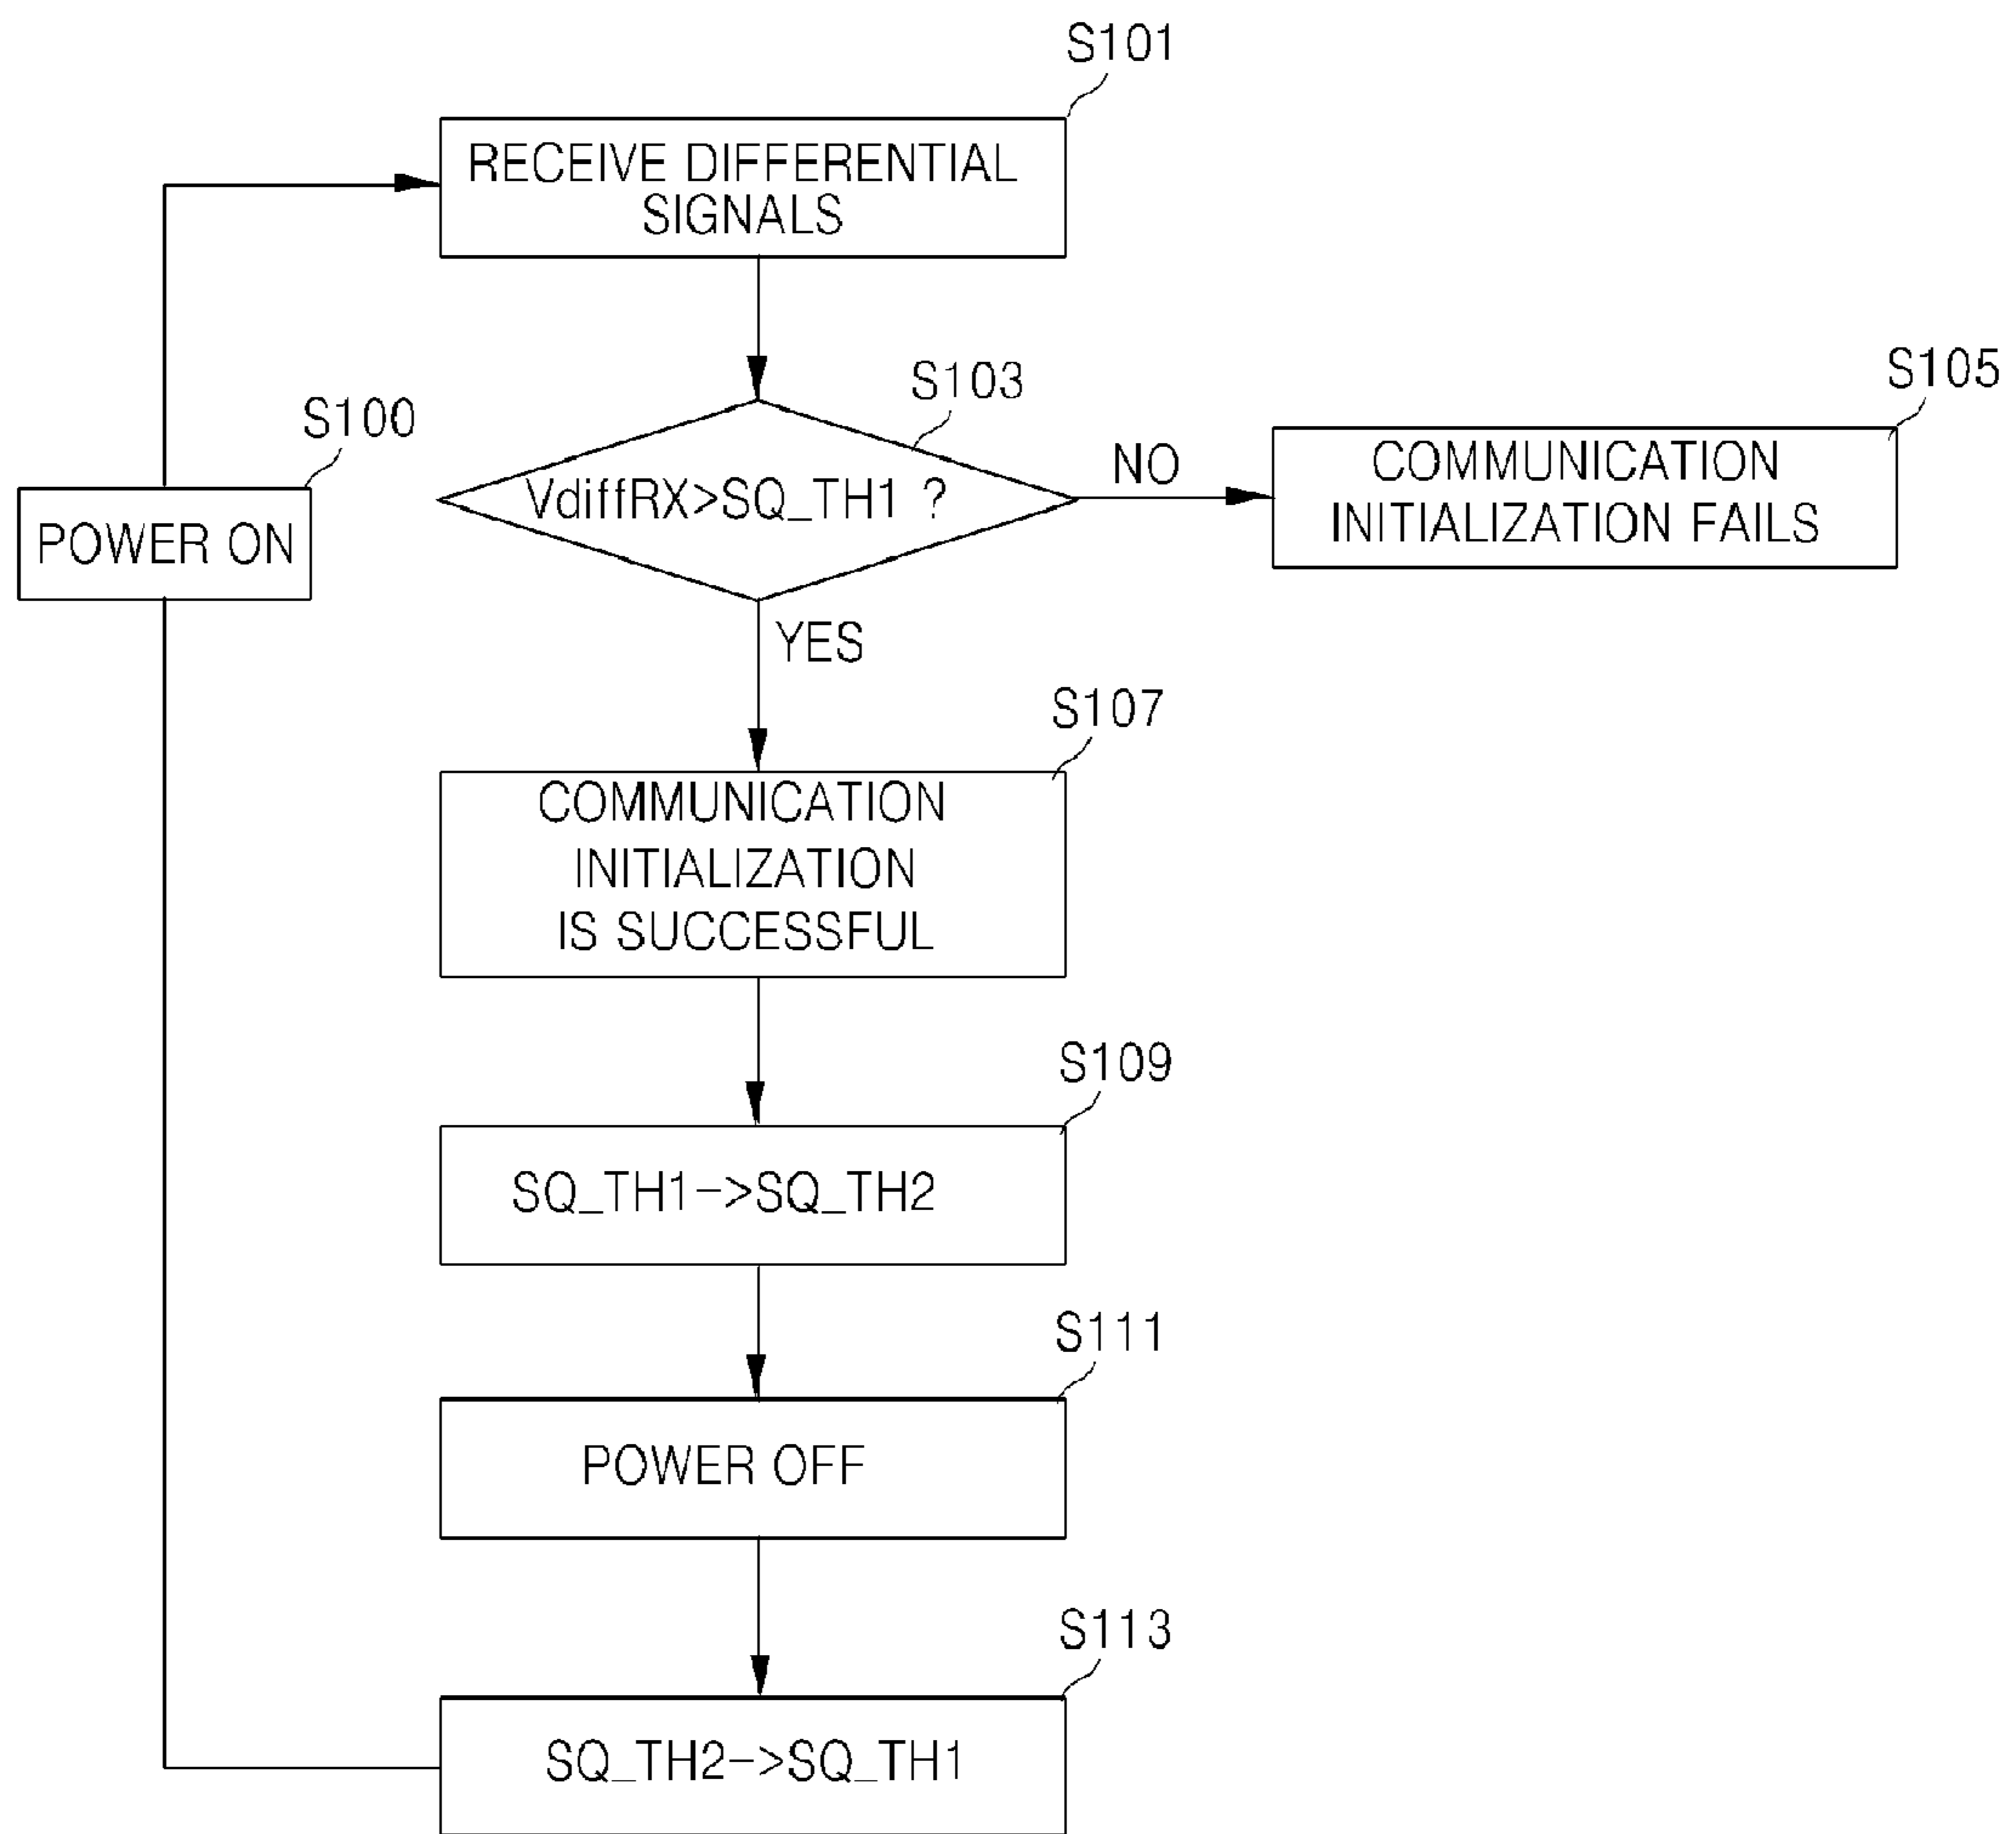 S101
RECEIVE DIFFERENTIAL
SIGNALS
S100
POWER ON
S103
VdiffRX>SQ_TH1 ?
NO
S105
COMMUNICATION
INITIALIZATION FAILS
YES
S107
COMMUNICATION
INITIALIZATION
IS SUCCESSFUL
S109
SQ_TH1->SQ_TH2
S111
POWER OFF
S113
SQ_TH2->SQ_TH1